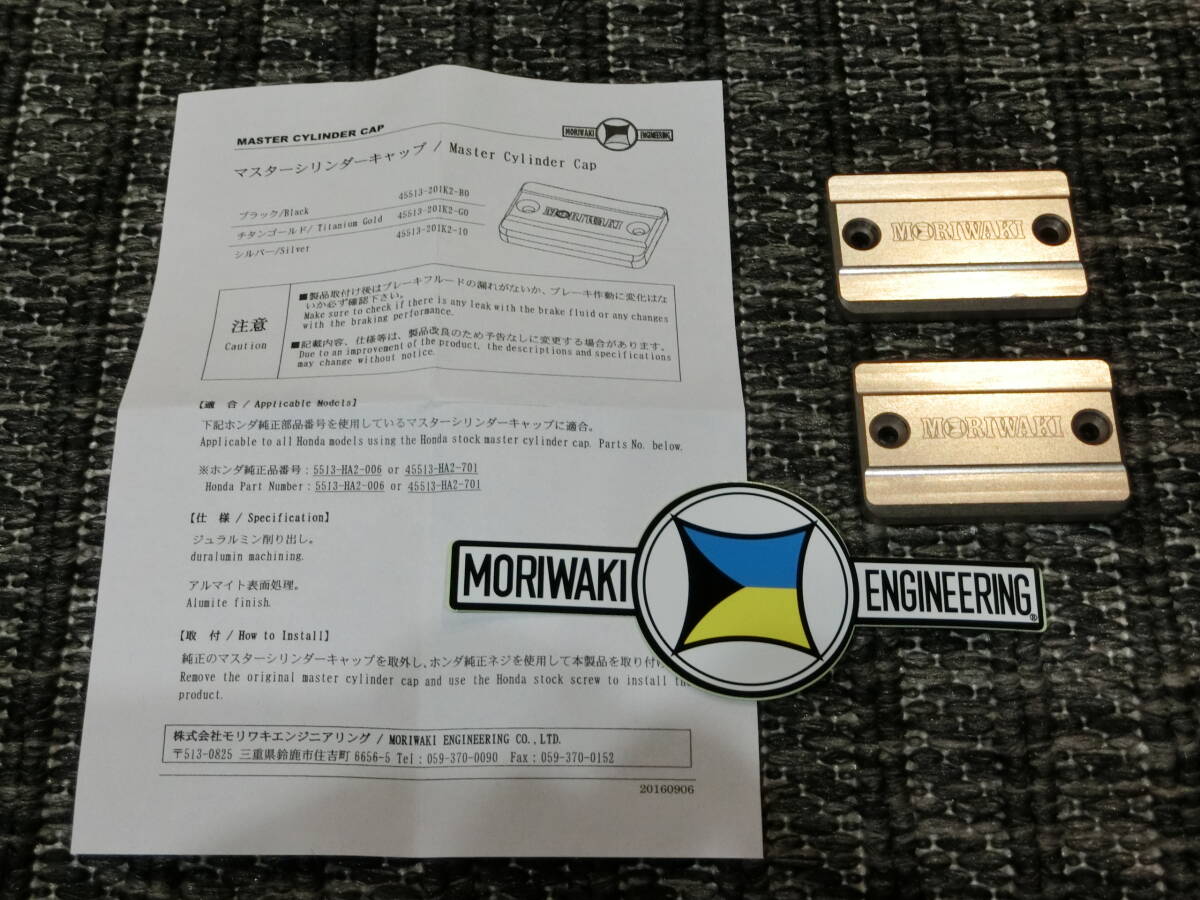 MASTER CYLINDER CAP
MORIWAKI ENGINEERING
マスターシリンダーキャップ / Master Cylinder Cap
ブラック/Black 45513-201K2-B0
チタンゴールド/ Titanium Gold 45513-201K2-G0
シルバー/Silver 45513-201K2-10
MORIWAKI
注意
Caution
■製品取付け後はブレーキフルードの漏れがないか、ブレーキ作動に変化はな
いか必ず確認下さい。
Make sure to check if there is any leak with the brake fluid or any changes
with the braking performance.
■記載内容、仕様等は、製品改良のため予告なしに変更する場合があります。
Due to an improvement of the product, the descriptions and specifications
may change without notice.
【適 合 / Applicable Models】
下記ホンダ純正部品番号を使用しているマスターシリンダーキャップに適合。
Applicable to all Honda models using the Honda stock master cylinder cap. Parts No. below.
※ホンダ純正品番号：5513-HA2-006 or 45513-HA2-701
Honda Part Number：5513-HA2-006 or 45513-HA2-701
【仕 様 / Specification】
ジュラルミン削り出し。
duralumin machining.
アルマイト表面処理。
Alumite finish.
【取 付 / How to Install】
純正のマスターシリンダーキャップを取外し、ホンダ純正ネジを使用して本製品を取り付け
Remove the original master cylinder cap and use the Honda stock screw to install the
product.
株式会社モリワキエンジニアリング / MORIWAKI ENGINEERING CO.,LTD.
〒513-0825 三重県鈴鹿市住吉町 6656-5 Tel：059-370-0090 Fax：059-370-0152
20160906
MORIWAKI ENGINEERING®
MORIWAKI
MORIWAKI